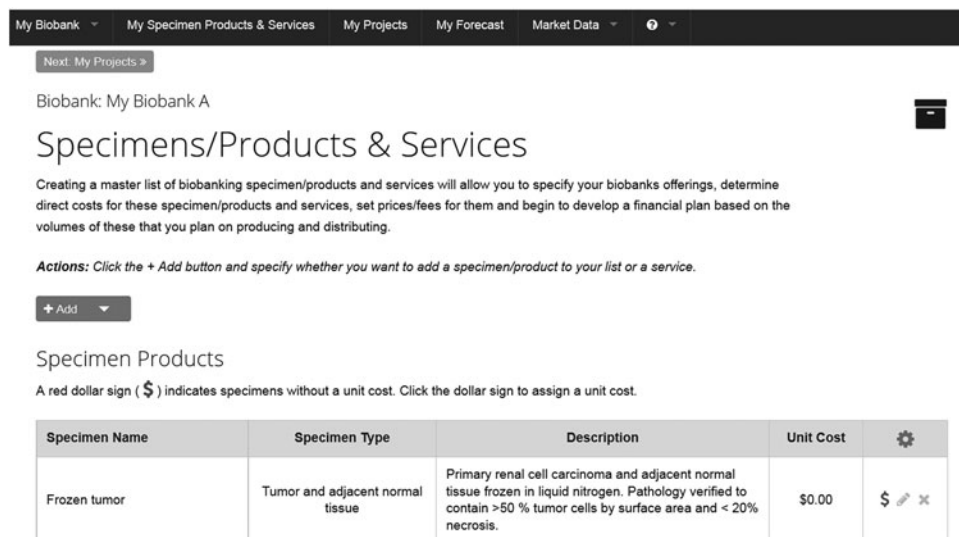 My Biobank My Specimen Products & Services My Projects My Forecast Market Data ?
Next: My Projects »
Biobank: My Biobank A
Specimens/Products & Services
Creating a master list of biobanking specimen/products and services will allow you to specify your biobanks offerings, determine
direct costs for these specimen/products and services, set prices/fees for them and begin to develop a financial plan based on the
volumes of these that you plan on producing and distributing.
Actions: Click the + Add button and specify whether you want to add a specimen/product to your list or a service.
+ Add
Specimen Products
A red dollar sign ( $ ) indicates specimens without a unit cost. Click the dollar sign to assign a unit cost.
Specimen Name Specimen Type Description Unit Cost
Frozen tumor
Tumor and adjacent normal
tissue
Primary renal cell carcinoma and adjacent normal
tissue frozen in liquid nitrogen. Pathology verified to
contain >50 % tumor cells by surface area and < 20%
necrosis.
$0.00
$